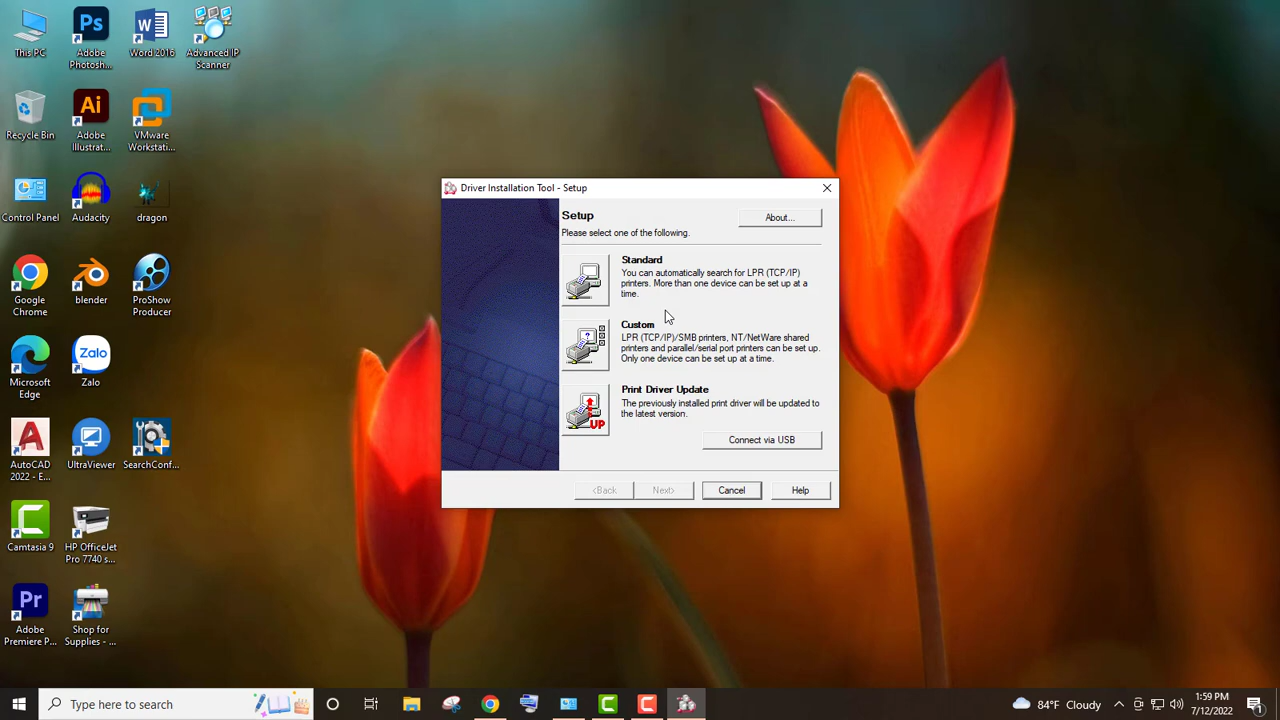 This PC
Adobe
Photosh...
Word 2016
Advanced IP
Scanner
Recycle Bin
Adobe
Illustrat...
VMware
Workstati...
Control Panel
Audacity
dragon
Google
Chrome
blender
ProShow
Producer
Microsoft
Edge
Zalo
Zalo
AutoCAD
2022 - E...
UltraViewer
SearchConf...
Camtasia 9
HP OfficeJet
Pro 7740 s...
Adobe
Premiere P...
Shop for
Supplies - ...
Driver Installation Tool - Setup
Setup
About...
Please select one of the following.
Standard
You can automatically search for LPR (TCP/IP)
printers. More than one device can be set up at a
time.
Custom
LPR (TCP/IP)/SMB printers, NT/NetWare shared
printers and parallel/serial port printers can be set up.
Only one device can be set up at a time.
UP
Print Driver Update
The previously installed print driver will be updated to
the latest version.
Connect via USB
<Back
Next>
Cancel
Help
Type here to search
84°F Cloudy
1:59 PM
7/12/2022
1